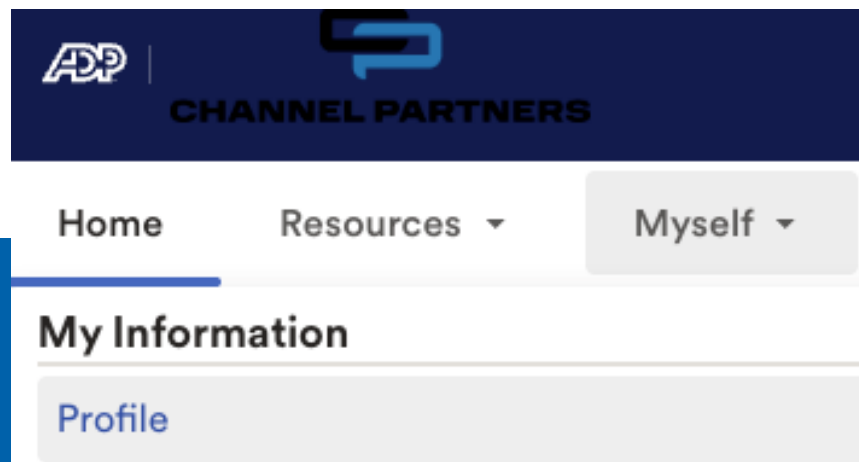 ADP
CHANNEL PARTNERS
Home Resources Myself
My Information
Profile